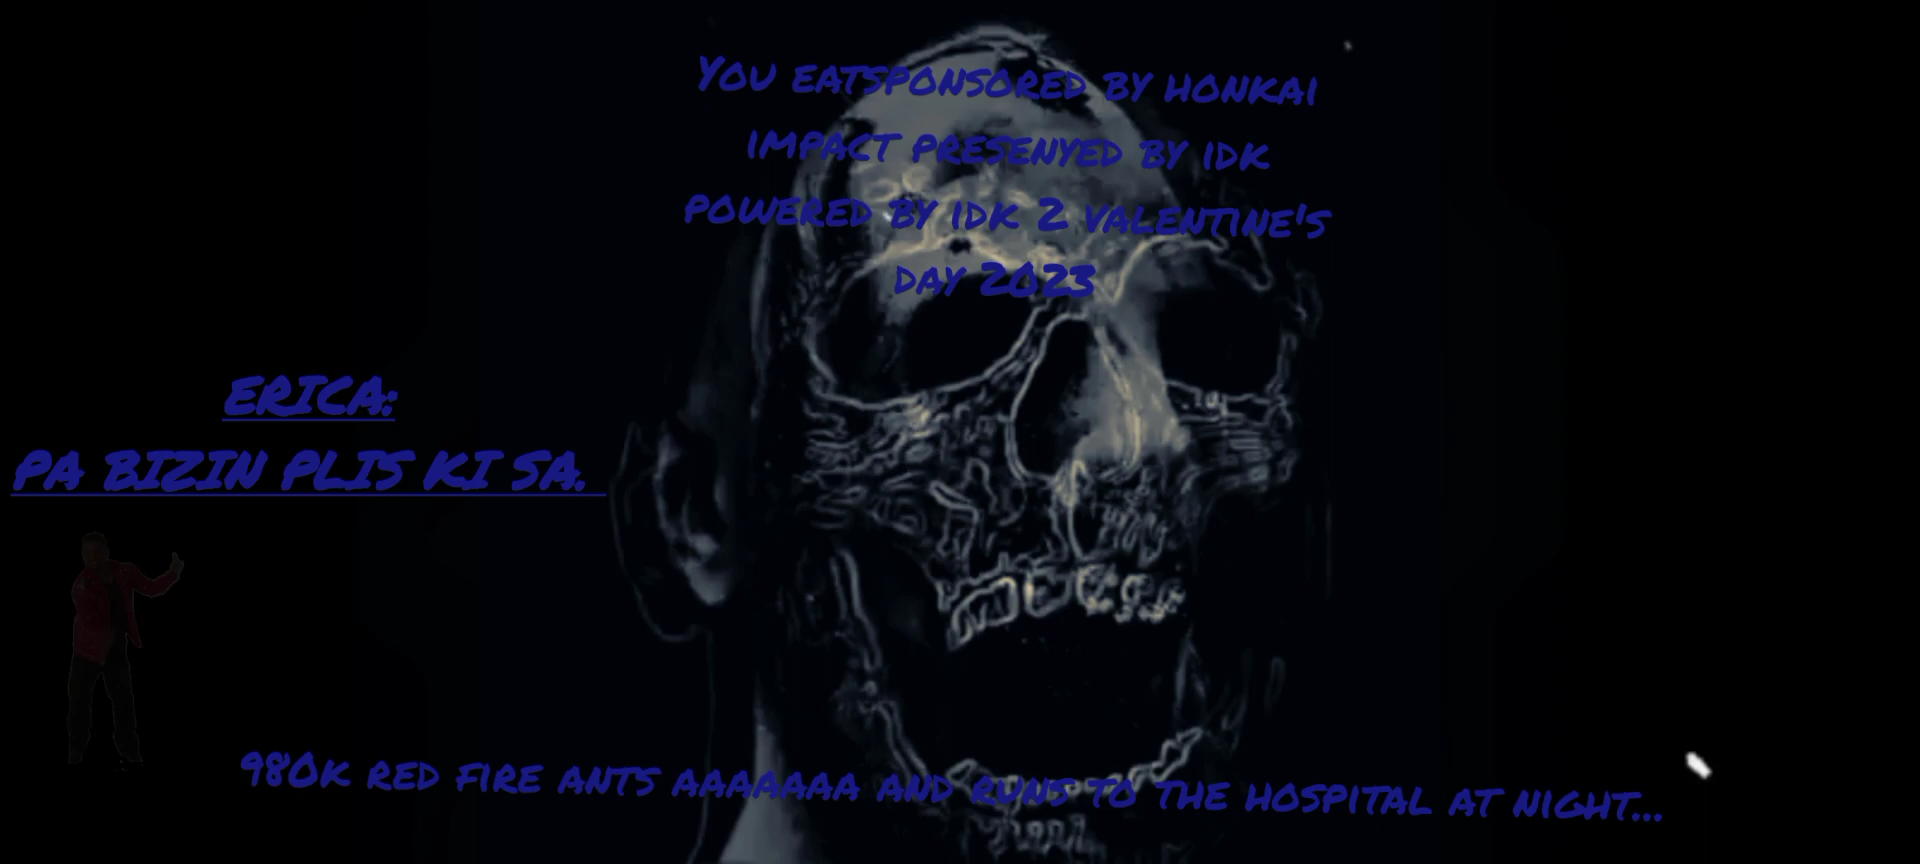 You eatsponsored by honkai
impact presenyed by idk
powered by idk 2 valentine's
day 2023
ERICA:
PA BIZIN PLIS KI SA.
980k red fire ants aaaaaaa and runs to the hospital at night...